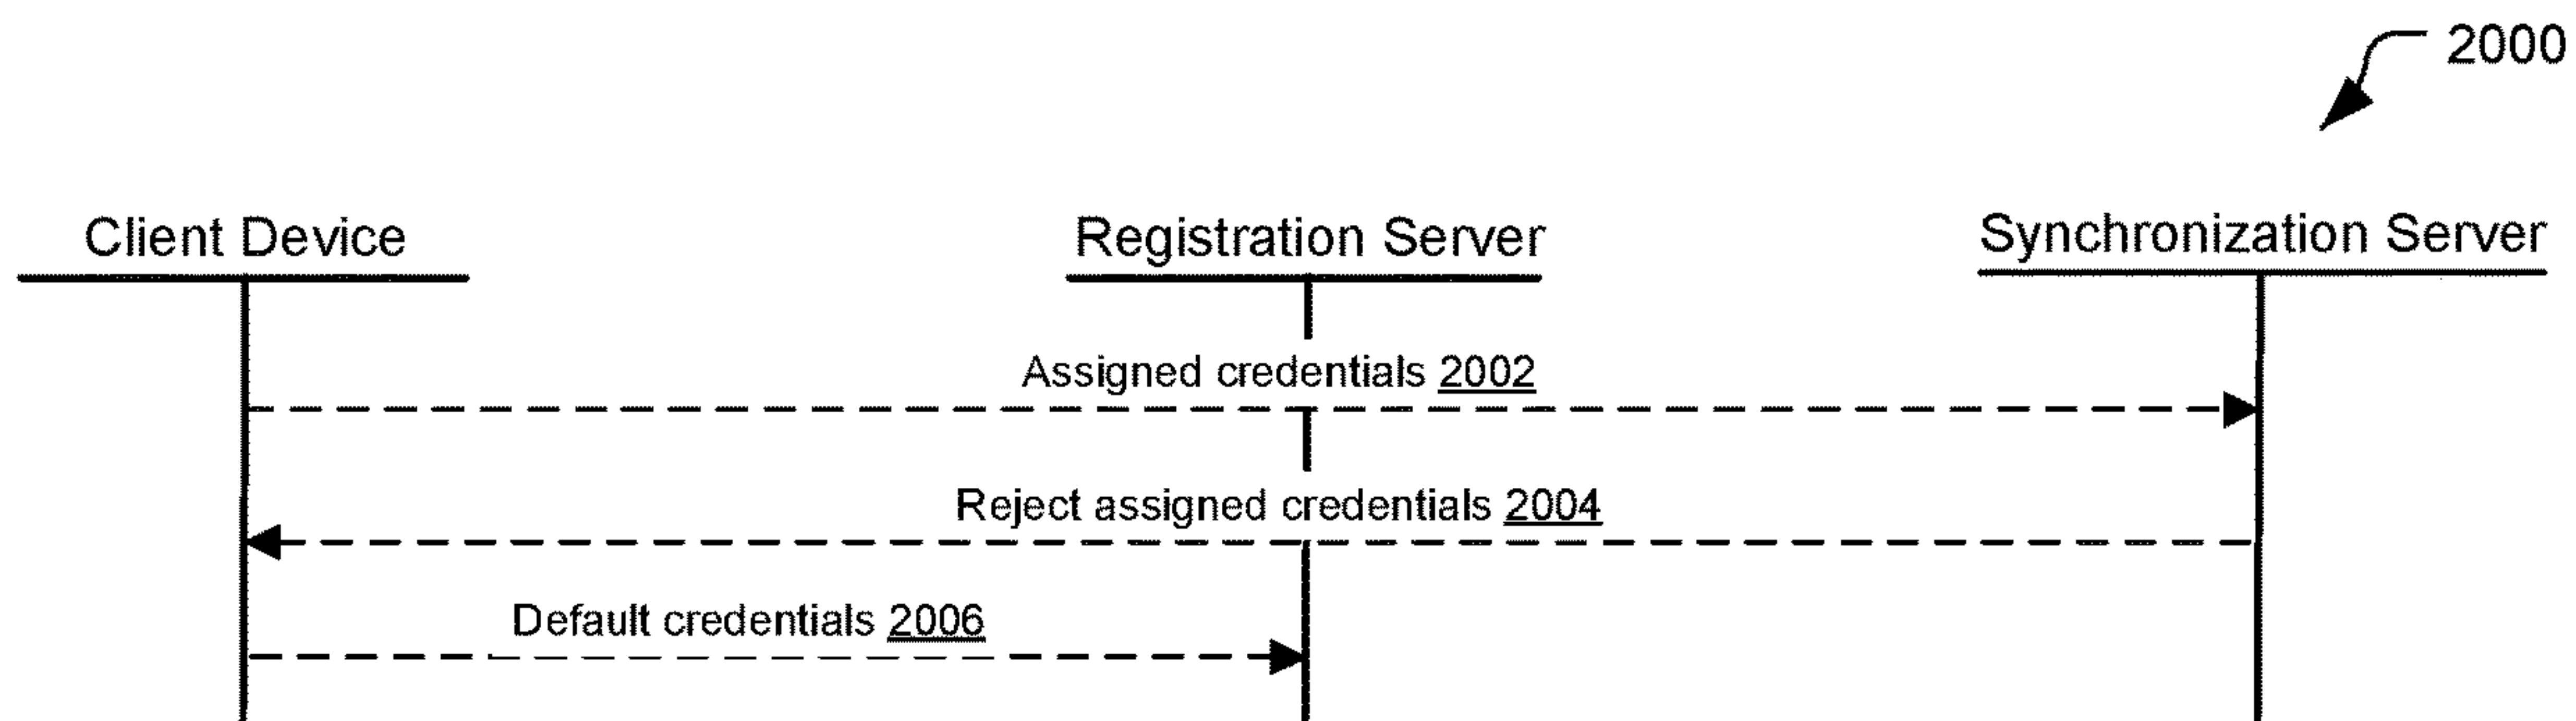 2000
Client Device
Registration Server
Synchronization Server
Assigned credentials 2002
Reject assigned credentials 2004
Default credentials 2006